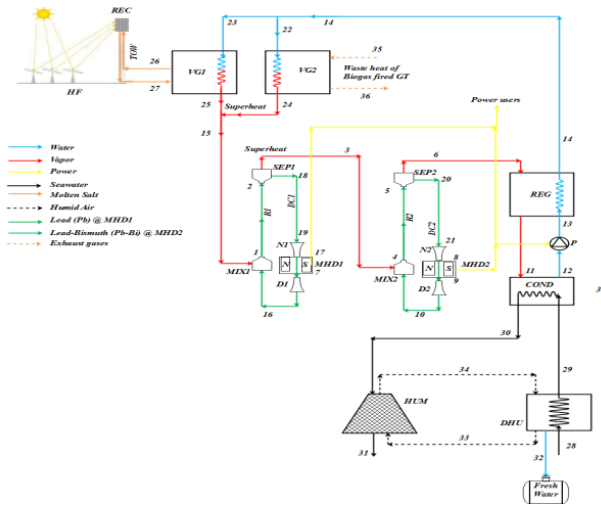 REC
TOW
HF
26
27
23
22
14
VG1
VG2
35
Waste heat of
Biogas fired GT
36
25
24
Superheat
15
Power users
Water
Vapor
Power
Seawater
Molten Salt
Humid Air
Lead (Pb) @ MHD1
Lead-Bismuth (Pb-Bi) @ MHD2
Exhaust gases
Superheat
3
6
14
SEP1
2
18
R1
DC1
19
N1
17
1
MIX1
N
S
MHD1
7
D1
16
SEP2
5
20
R2
DC2
21
N2
8
4
MIX2
N
S
MHD2
9
D2
10
REG
13
P
11
12
COND
3
30
29
34
HUM
DHU
33
28
31
32
Fresh
Water